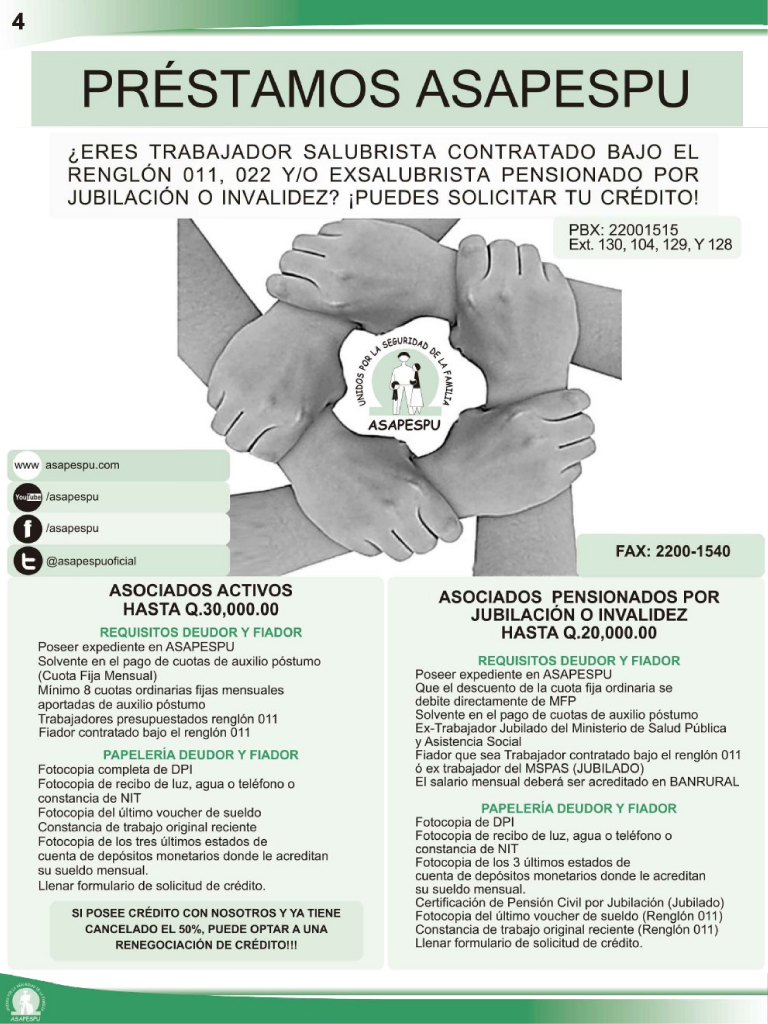 4
PRÉSTAMOS ASAPESPU
¿ERES TRABAJADOR SALUBRISTA CONTRATADO BAJO EL
RENGLÓN 011, 022 Y/O EXSALUBRISTA PENSIONADO POR
JUBILACIÓN O INVALIDEZ? ¡PUEDES SOLICITAR TU CRÉDITO!
PBX: 22001515
Ext. 130, 104, 129, Y 128
UNIDOS POR LA SEGURIDAD DE LA FAMILIA
ASAPESPU
www asapespu.com
YouTube /asapespu
f /asapespu
t @asapespuoficial
FAX: 2200-1540
ASOCIADOS ACTIVOS
HASTA Q.30,000.00
REQUISITOS DEUDOR Y FIADOR
Poseer expediente en ASAPESPU
Solvente en el pago de cuotas de auxilio póstumo
(Cuota Fija Mensual)
Mínimo 8 cuotas ordinarias fijas mensuales
aportadas de auxilio póstumo
Trabajadores presupuestados renglón 011
Fiador contratado bajo el renglón 011
PAPELERÍA DEUDOR Y FIADOR
Fotocopia completa de DPI
Fotocopia de recibo de luz, agua o teléfono o
constancia de NIT
Fotocopia del último voucher de sueldo
Constancia de trabajo original reciente
Fotocopia de los tres últimos estados de
cuenta de depósitos monetarios donde le acreditan
su sueldo mensual.
Llenar formulario de solicitud de crédito.
SI POSEE CRÉDITO CON NOSOTROS Y YA TIENE
CANCELADO EL 50%, PUEDE OPTAR A UNA
RENEGOCIACIÓN DE CRÉDITO!!!
ASOCIADOS PENSIONADOS POR
JUBILACIÓN O INVALIDEZ
HASTA Q.20,000.00
REQUISITOS DEUDOR Y FIADOR
Poseer expediente en ASAPESPU
Que el descuento de la cuota fija ordinaria se
debite directamente de MFP
Solvente en el pago de cuotas de auxilio póstumo
Ex-Trabajador Jubilado del Ministerio de Salud Pública
y Asistencia Social
Fiador que sea Trabajador contratado bajo el renglón 011
ó ex trabajador del MSPAS (JUBILADO)
El salario mensual deberá ser acreditado en BANRURAL
PAPELERÍA DEUDOR Y FIADOR
Fotocopia de DPI
Fotocopia de recibo de luz, agua o teléfono o
constancia de NIT
Fotocopia de los 3 últimos estados de
cuenta de depósitos monetarios donde le acreditan
su sueldo mensual.
Certificación de Pensión Civil por Jubilación (Jubilado)
Fotocopia del último voucher de sueldo (Renglón 011)
Constancia de trabajo original reciente (Renglón 011)
Llenar formulario de solicitud de crédito.
ASAPESPU